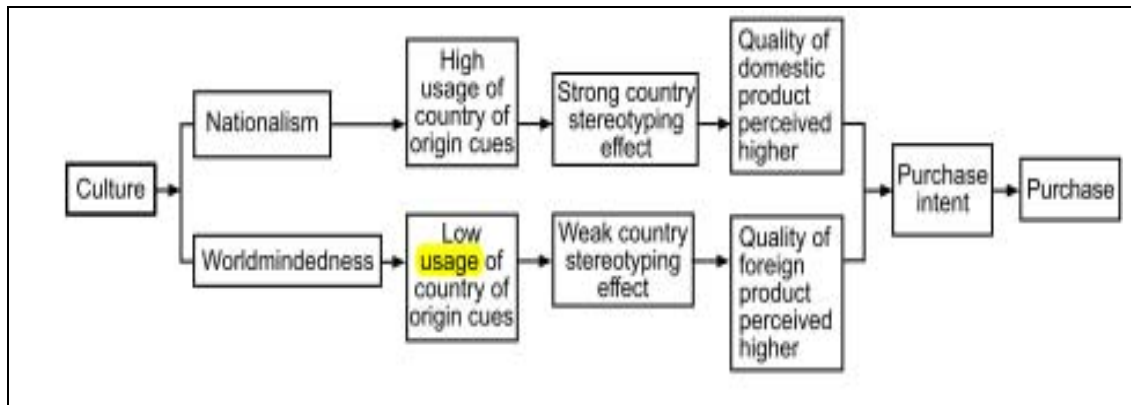 Culture
Nationalism
High
usage of
country of
origin cues
Strong country
stereotyping
effect
Quality of
domestic
product
perceived
higher
Worldmindedness
Low
usage of
country of
origin cues
Weak country
stereotyping
effect
Quality of
foreign
product
perceived
higher
Purchase
intent
Purchase